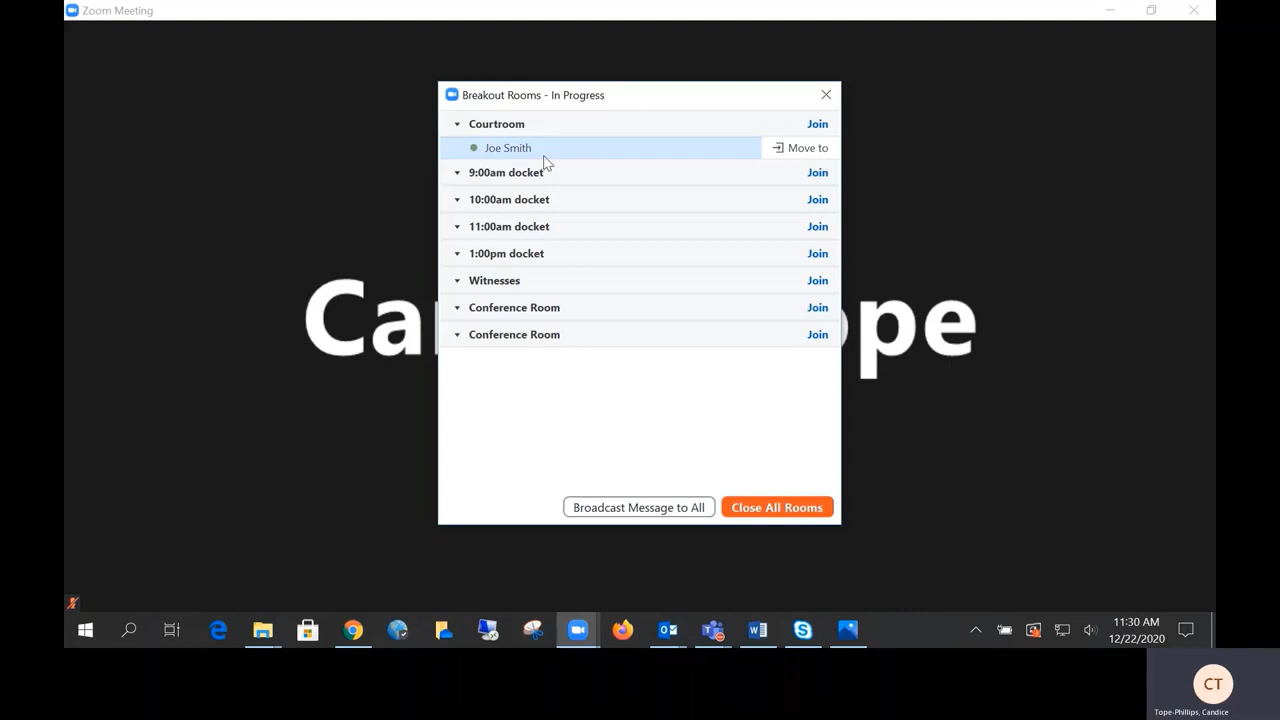 Zoom Meeting
Breakout Rooms - In Progress
Courtroom Join
Joe Smith Move to
9:00am docket Join
10:00am docket Join
11:00am docket Join
1:00pm docket Join
Witnesses Join
Ca ope
Conference Room Join
Conference Room Join
Broadcast Message to All Close All Rooms
11:30 AM
12/22/2020
CT
Tope-Phillips, Candice